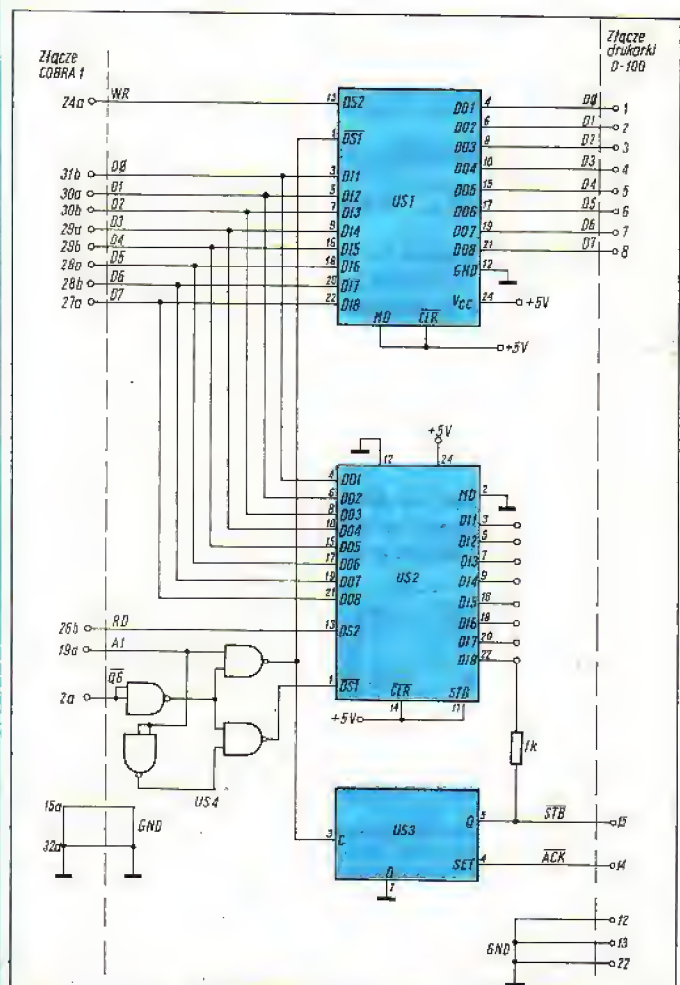 Złącze
COBRA 1
Złącze
drukarki
D-100
24a WR 13 DS2
1 DS1
31b DØ 3 DI1
30a D1 5 DI2
30b D2 7 DI3
29a D3 9 DI4
29b D4 16 DI5
28a D5 18 DI6
28b D6 20 DI7
27a D7 22 DI8
US1
DO1 4 DØ 1
DO2 6 D1 2
DO3 8 D2 3
DO4 10 D3 4
DO5 15 D4 5
DO6 17 D5 6
DO7 19 D6 7
DO8 21 D7 8
GND 12
VCC 24 +5V
MD CLR
+5V
+5V
12 24
4 DO1
6 DO2
8 DO3
10 DO4
15 DO5
17 DO6
19 DO7
21 DO8
US2
MD 2
DI1 3
DI2 5
DI3 7
DI4 9
DI5 16
DI6 18
DI7 20
DI8 22
26b RD 13 DS2
19a A1
2a Q6
1 DS1
CLR STB
+5V 14 11
US4
1k
15a
GND
32a
US3
3 C
Q 5 STB 15
SET 4 ACK 14
D
2
GND
12
13
22